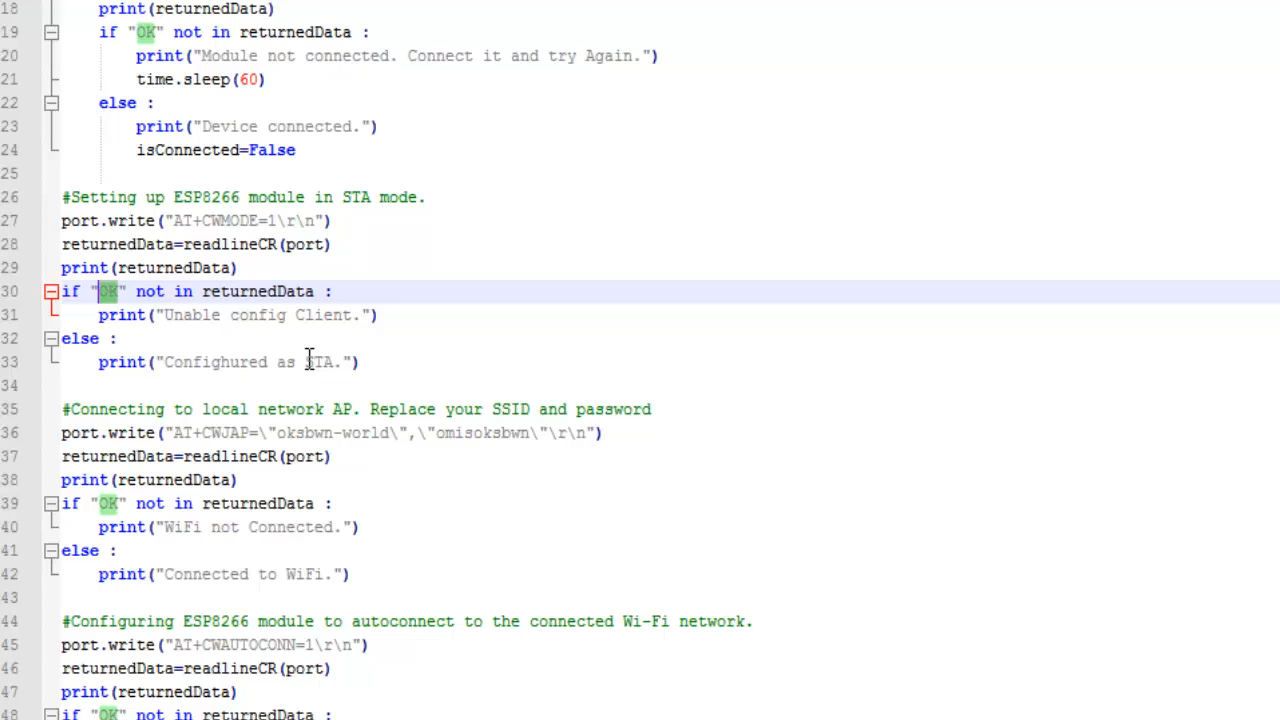 18 print(returnedData)
19 if "OK" not in returnedData :
20 print("Module not connected. Connect it and try Again.")
21 time.sleep(60)
22 else :
23 print("Device connected.")
24 isConnected=False
25
26 #Setting up ESP8266 module in STA mode.
27 port.write("AT+CWMODE=1\r\n")
28 returnedData=readlineCR(port)
29 print(returnedData)
30 if "OK" not in returnedData :
31 print("Unable config Client.")
32 else :
33 print("Confighured as STA.")
34
35 #Connecting to local network AP. Replace your SSID and password
36 port.write("AT+CWJAP=\"oksbwn-world\",\"omisoksbwn\"\r\n")
37 returnedData=readlineCR(port)
38 print(returnedData)
39 if "OK" not in returnedData :
40 print("WiFi not Connected.")
41 else :
42 print("Connected to WiFi.")
43
44 #Configuring ESP8266 module to autoconnect to the connected Wi-Fi network.
45 port.write("AT+CWAUTOCONN=1\r\n")
46 returnedData=readlineCR(port)
47 print(returnedData)
48 if "OK" not in returnedData :